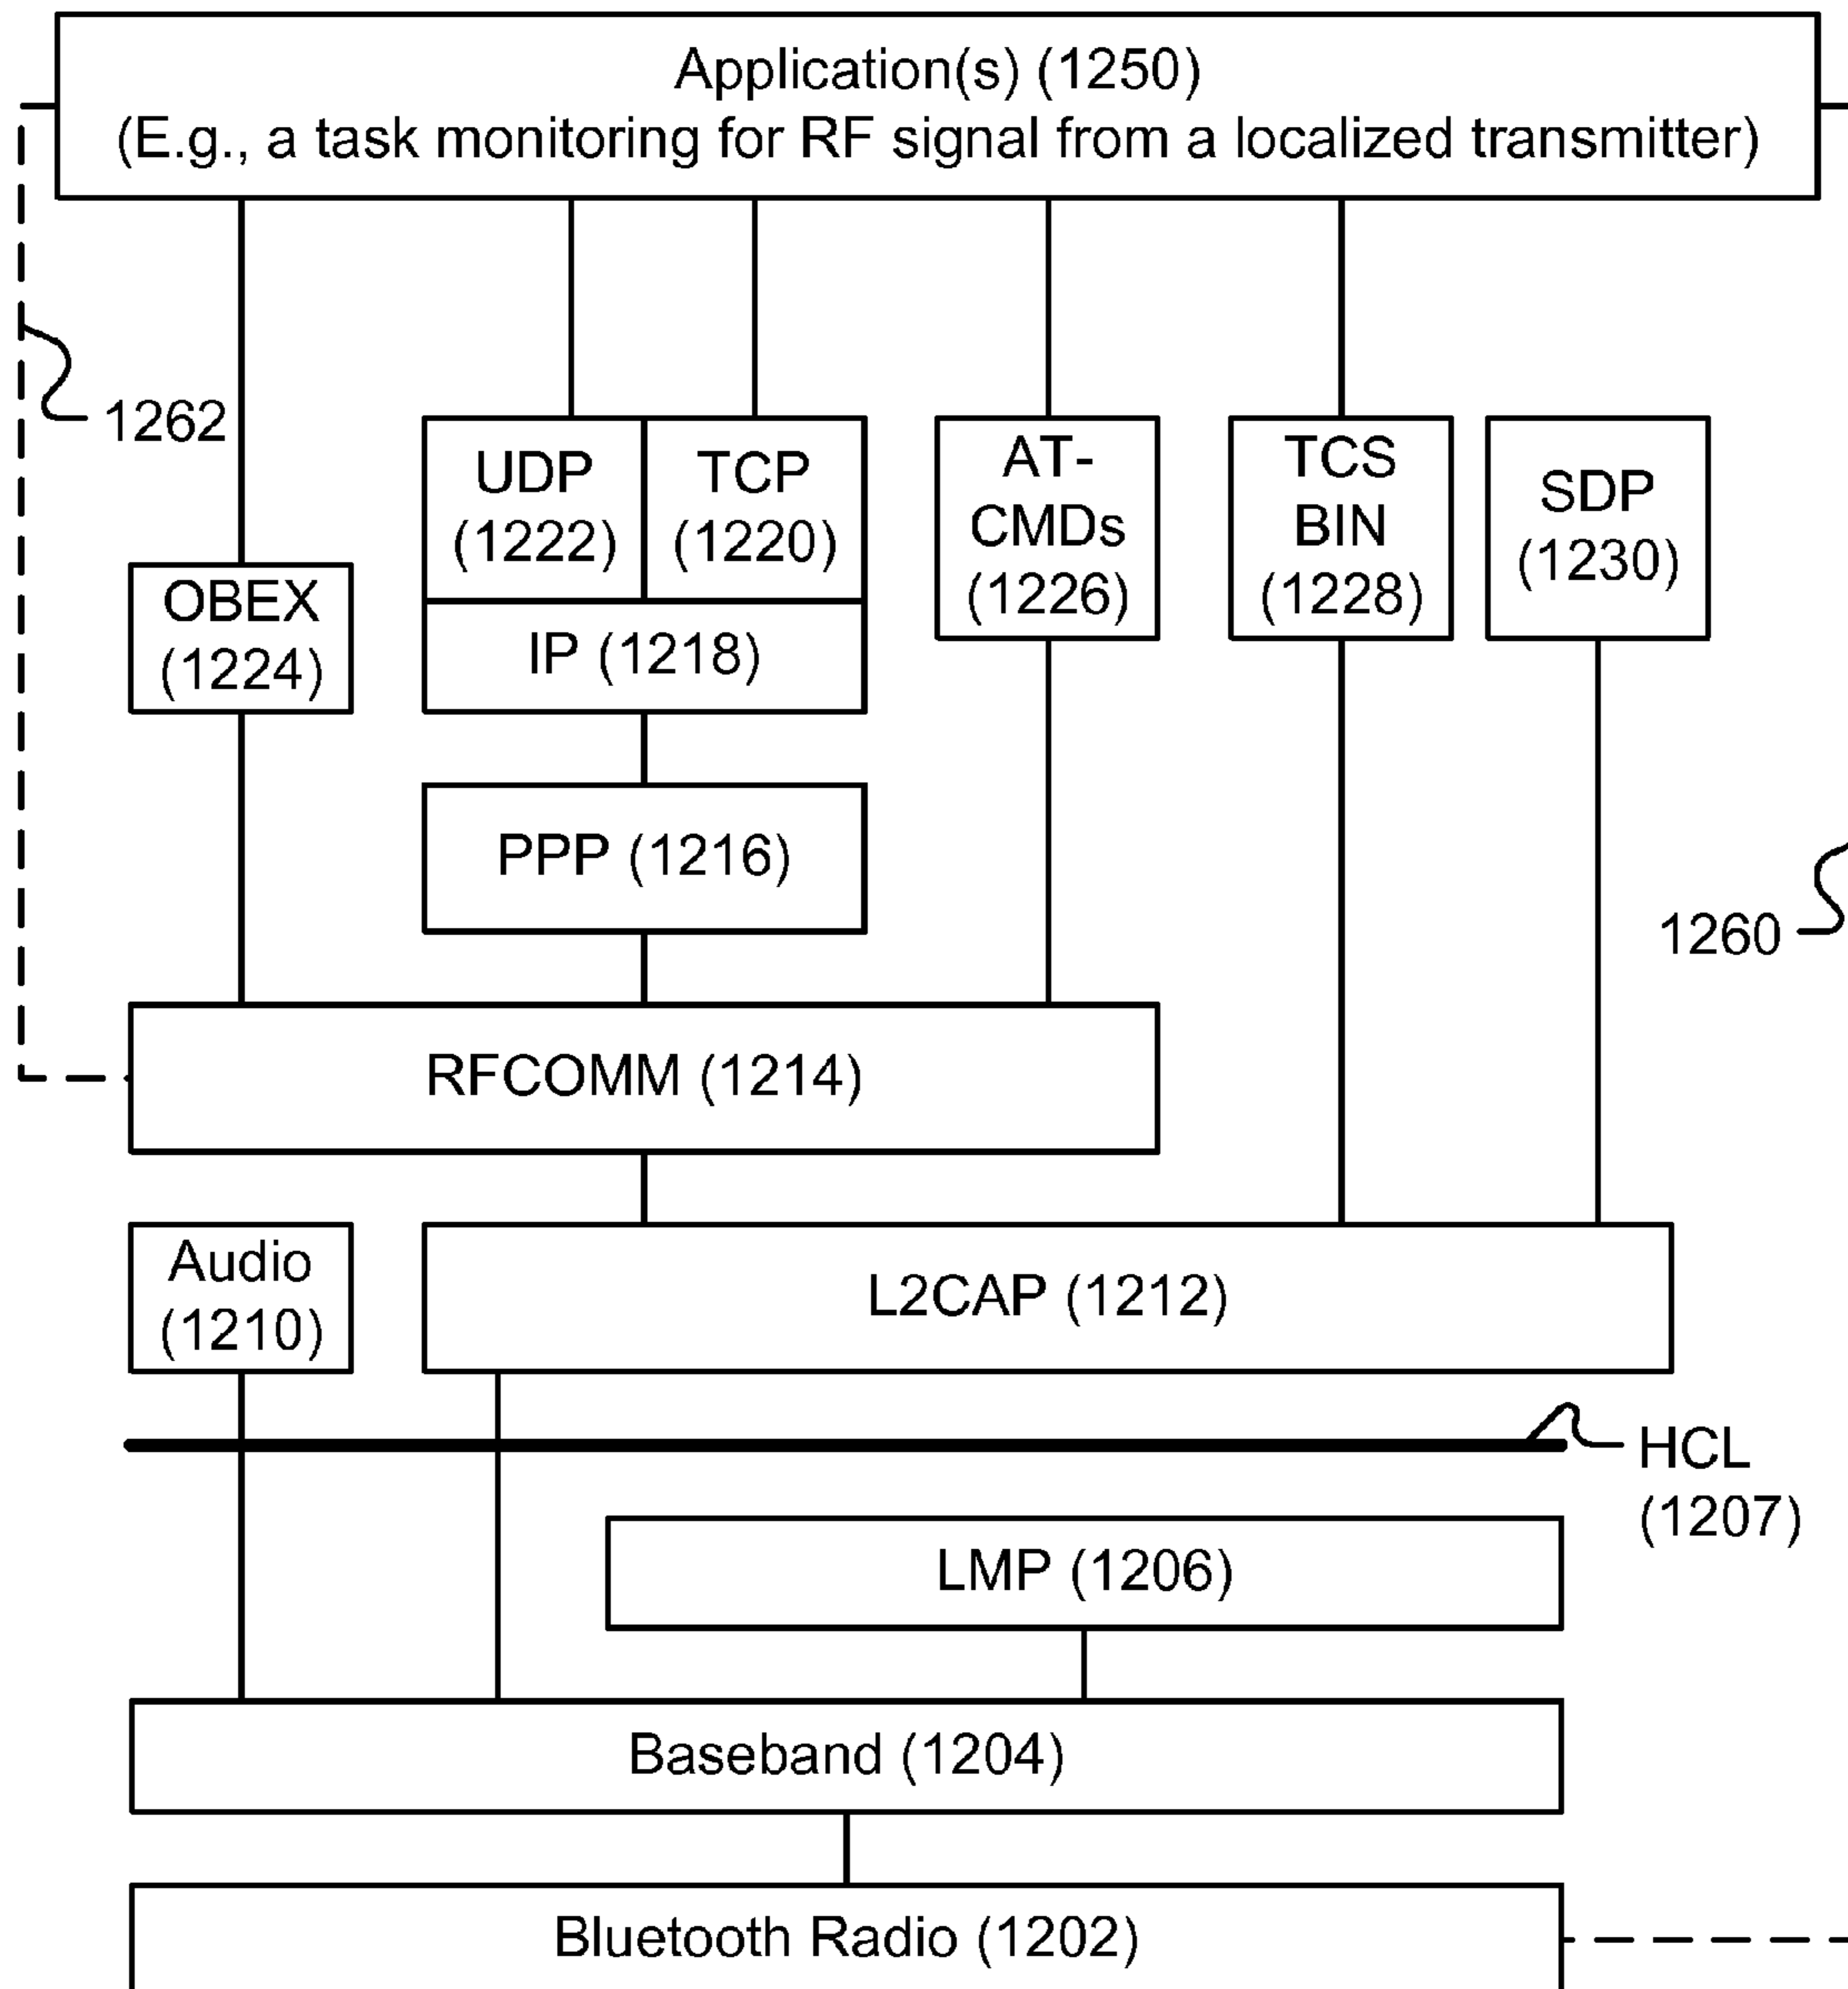 Application(s) (1250)
(E.g., a task monitoring for RF signal from a localized transmitter)
1262
UDP
(1222)
TCP
(1220)
AT-
CMDs
(1226)
TCS
BIN
(1228)
SDP
(1230)
OBEX
(1224)
IP (1218)
PPP (1216)
1260
RFCOMM (1214)
Audio
(1210)
L2CAP (1212)
HCL
(1207)
LMP (1206)
Baseband (1204)
Bluetooth Radio (1202)